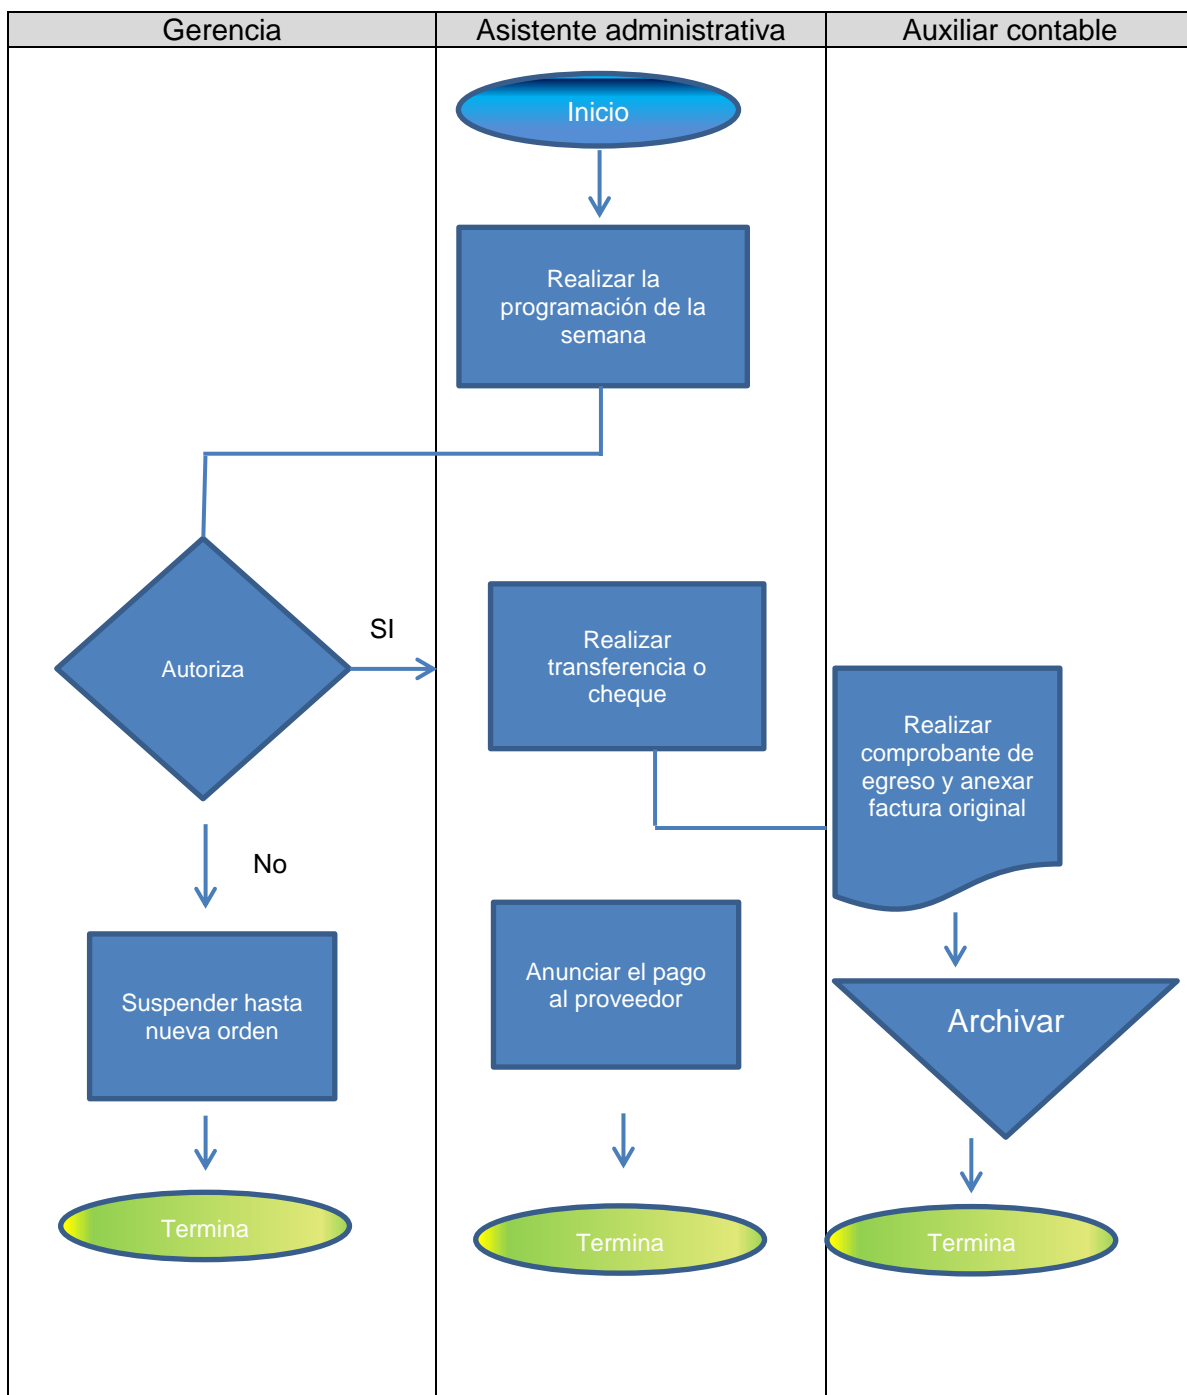 Gerencia
Asistente administrativa
Auxiliar contable
Inicio
Realizar la
programación de la
semana
SI
Autoriza
Realizar
transferencia o
cheque
Realizar
comprobante de
egreso y anexar
factura original
No
Suspender hasta
nueva orden
Anunciar el pago
al proveedor
Archivar
Termina
Termina
Termina